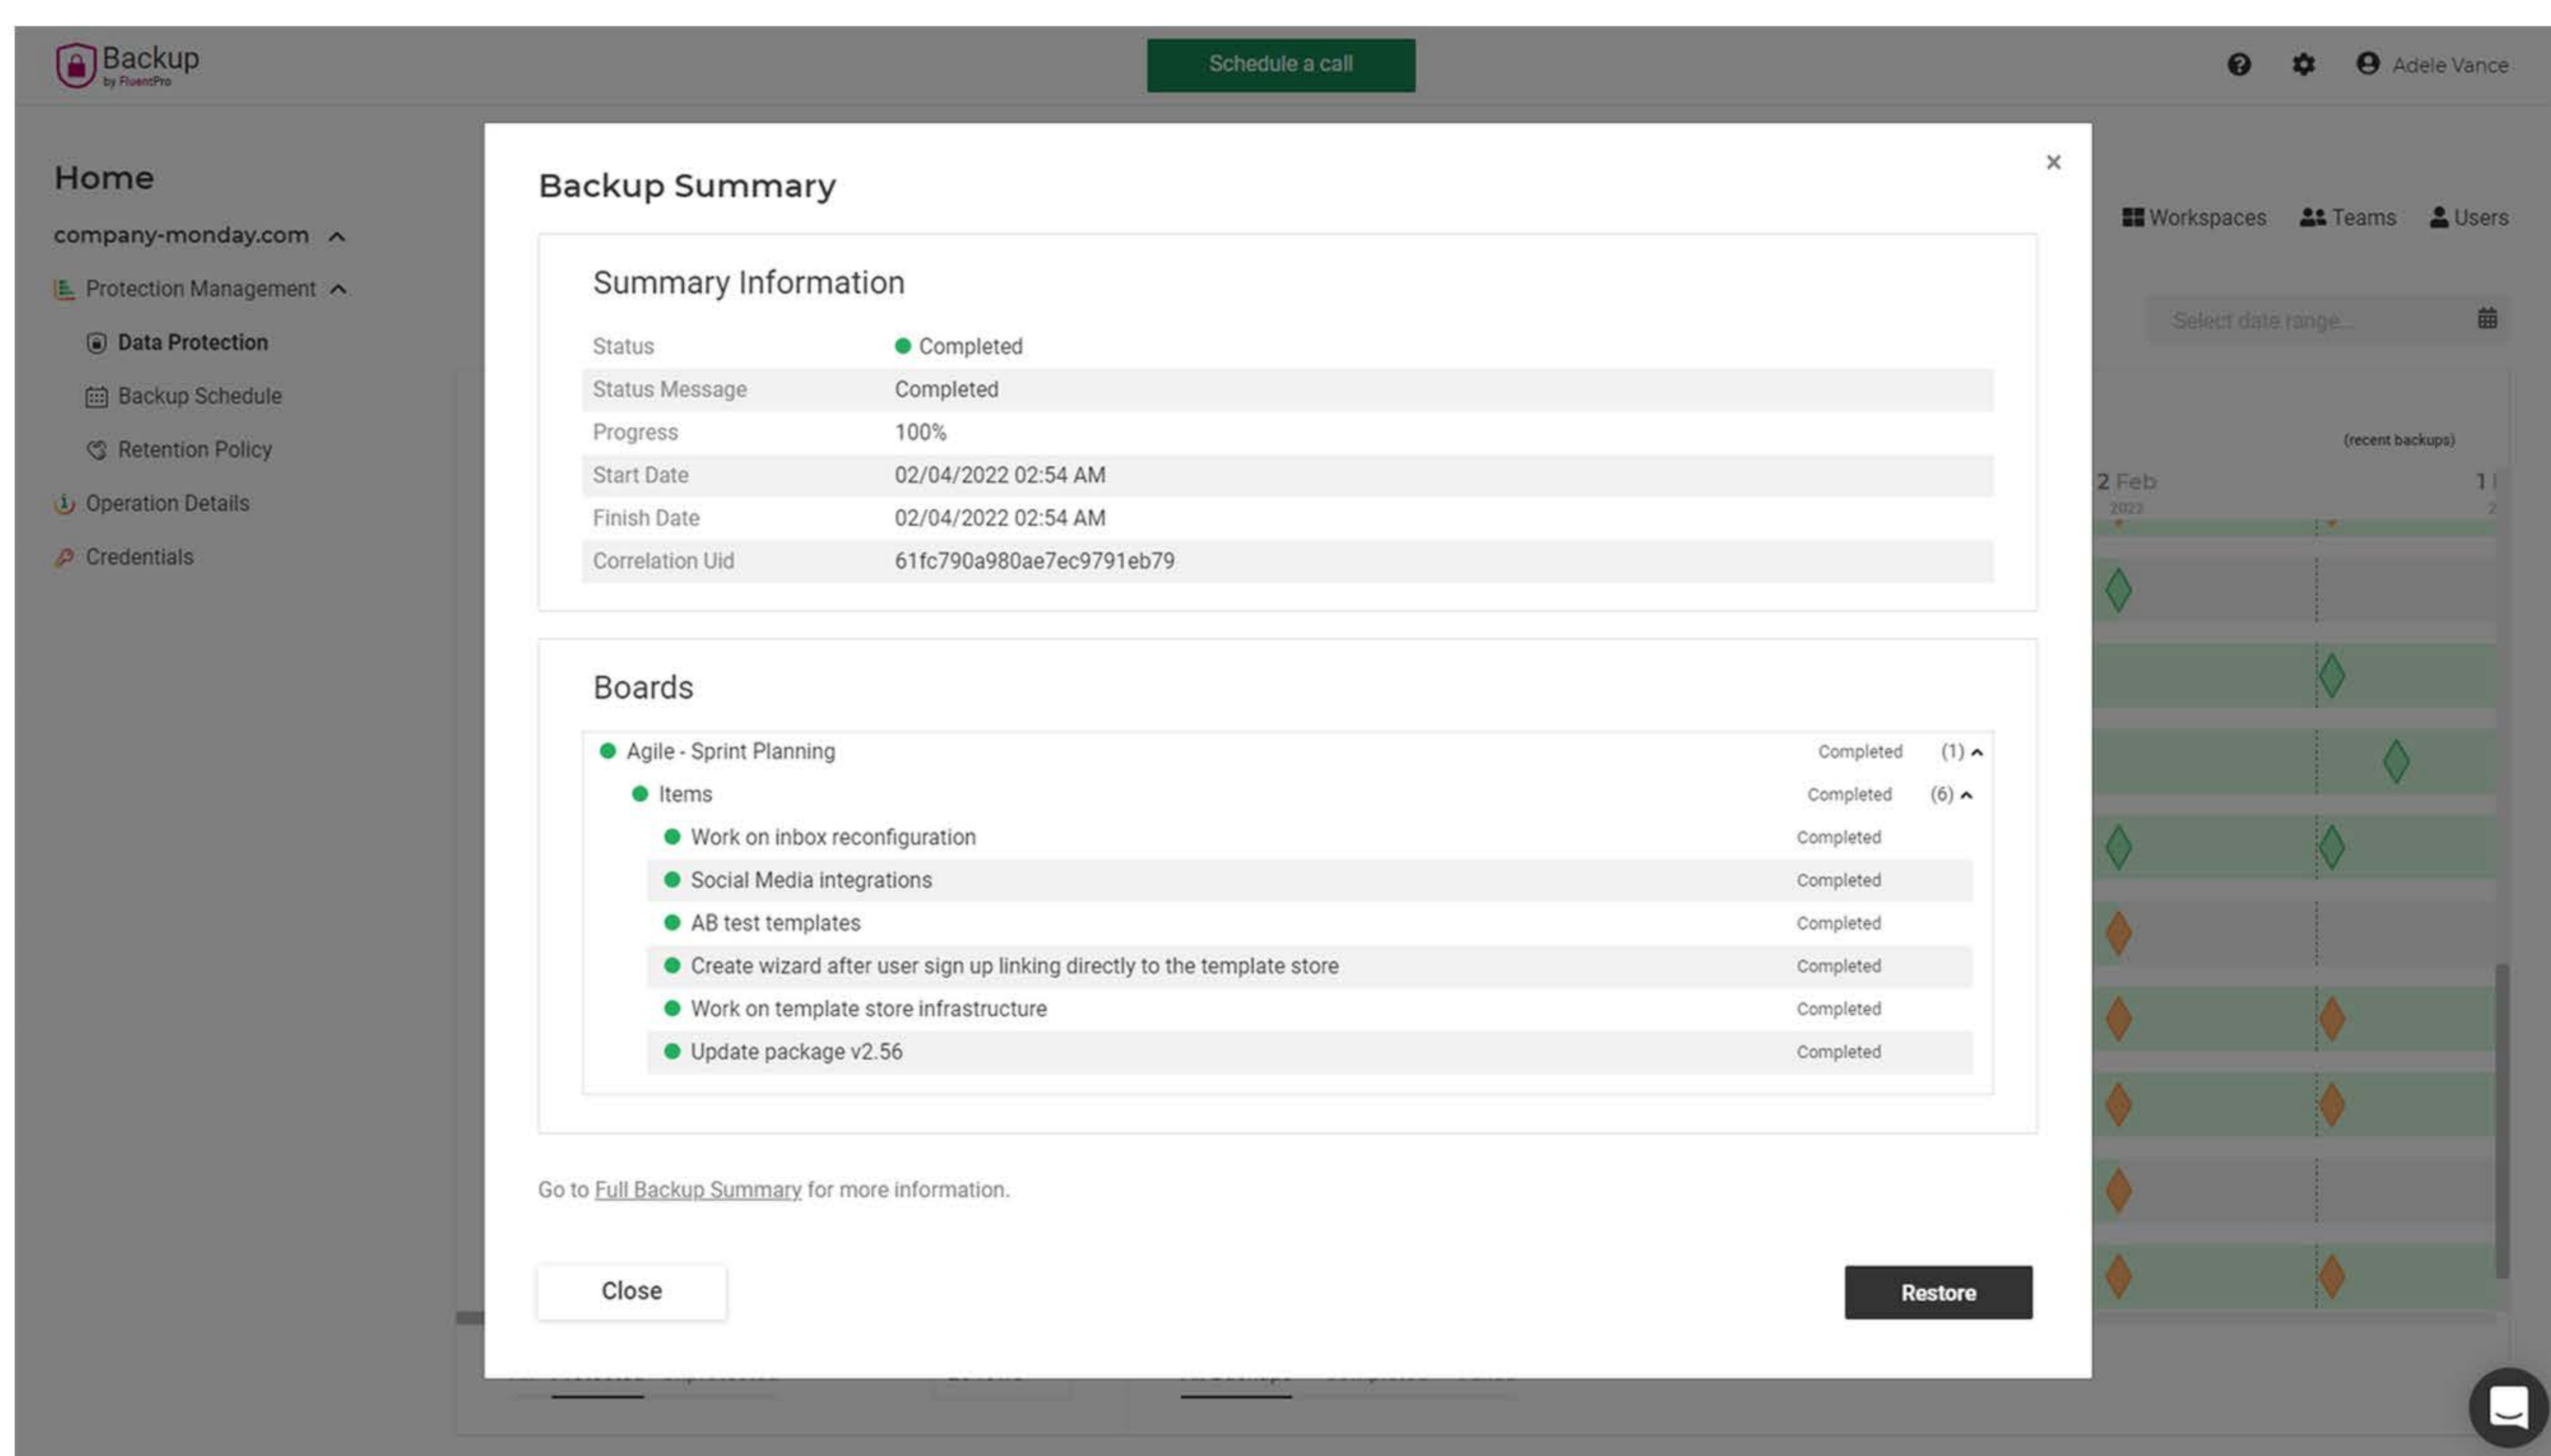 Backup
by FluentPro
Schedule a call
Adele Vance
Home
company-monday.com
Protection Management
Data Protection
Backup Schedule
Retention Policy
Operation Details
Credentials
Workspaces Teams Users
Select date range...
(recent backups)
2 Feb
2022
1
2
Backup Summary
Summary Information
Status Completed
Status Message Completed
Progress 100%
Start Date 02/04/2022 02:54 AM
Finish Date 02/04/2022 02:54 AM
Correlation Uid 61fc790a980ae7ec9791eb79
Boards
Agile - Sprint Planning Completed (1)
Items Completed (6)
Work on inbox reconfiguration Completed
Social Media integrations Completed
AB test templates Completed
Create wizard after user sign up linking directly to the template store Completed
Work on template store infrastructure Completed
Update package v2.56 Completed
Go to Full Backup Summary for more information.
Close
Restore